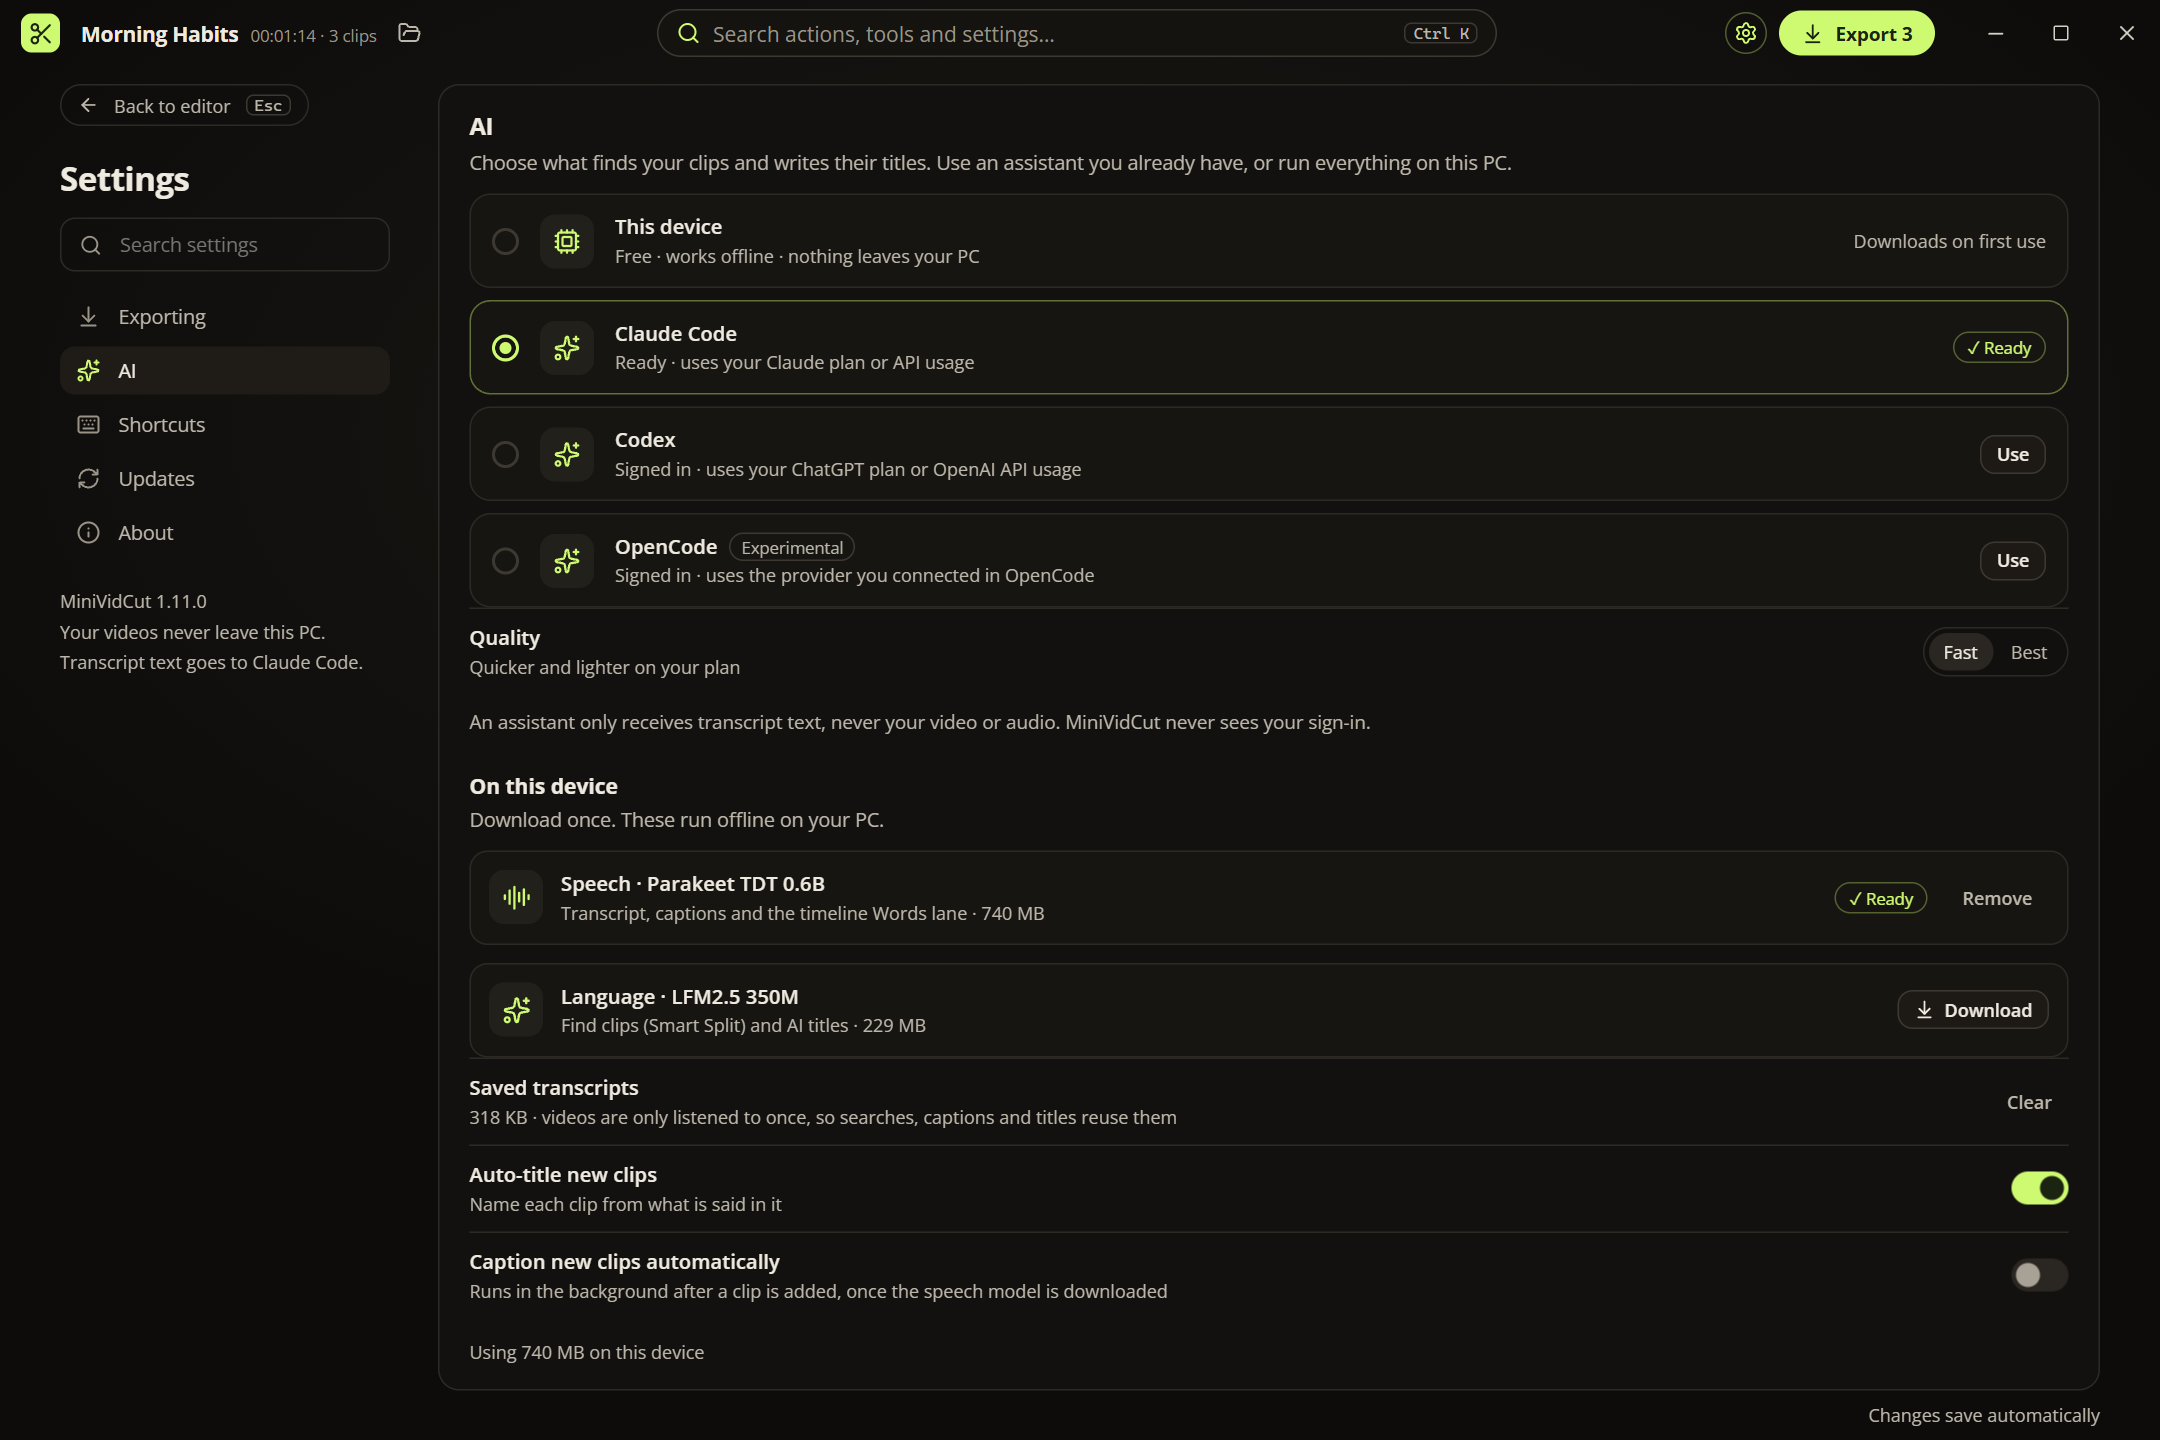 Morning Habits 00:01:14 · 3 clips
Search actions, tools and settings... Ctrl K
Export 3
Back to editor Esc
Settings
Search settings
Exporting
AI
Shortcuts
Updates
About
MiniVidCut 1.11.0
Your videos never leave this PC.
Transcript text goes to Claude Code.
AI
Choose what finds your clips and writes their titles. Use an assistant you already have, or run everything on this PC.
This device
Free · works offline · nothing leaves your PC
Downloads on first use
Claude Code
Ready · uses your Claude plan or API usage
✓ Ready
Codex
Signed in · uses your ChatGPT plan or OpenAI API usage
Use
OpenCode Experimental
Signed in · uses the provider you connected in OpenCode
Use
Quality
Quicker and lighter on your plan
Fast Best
An assistant only receives transcript text, never your video or audio. MiniVidCut never sees your sign-in.
On this device
Download once. These run offline on your PC.
Speech · Parakeet TDT 0.6B
Transcript, captions and the timeline Words lane · 740 MB
✓ Ready Remove
Language · LFM2.5 350M
Find clips (Smart Split) and AI titles · 229 MB
Download
Saved transcripts
318 KB · videos are only listened to once, so searches, captions and titles reuse them
Clear
Auto-title new clips
Name each clip from what is said in it
Caption new clips automatically
Runs in the background after a clip is added, once the speech model is downloaded
Using 740 MB on this device
Changes save automatically